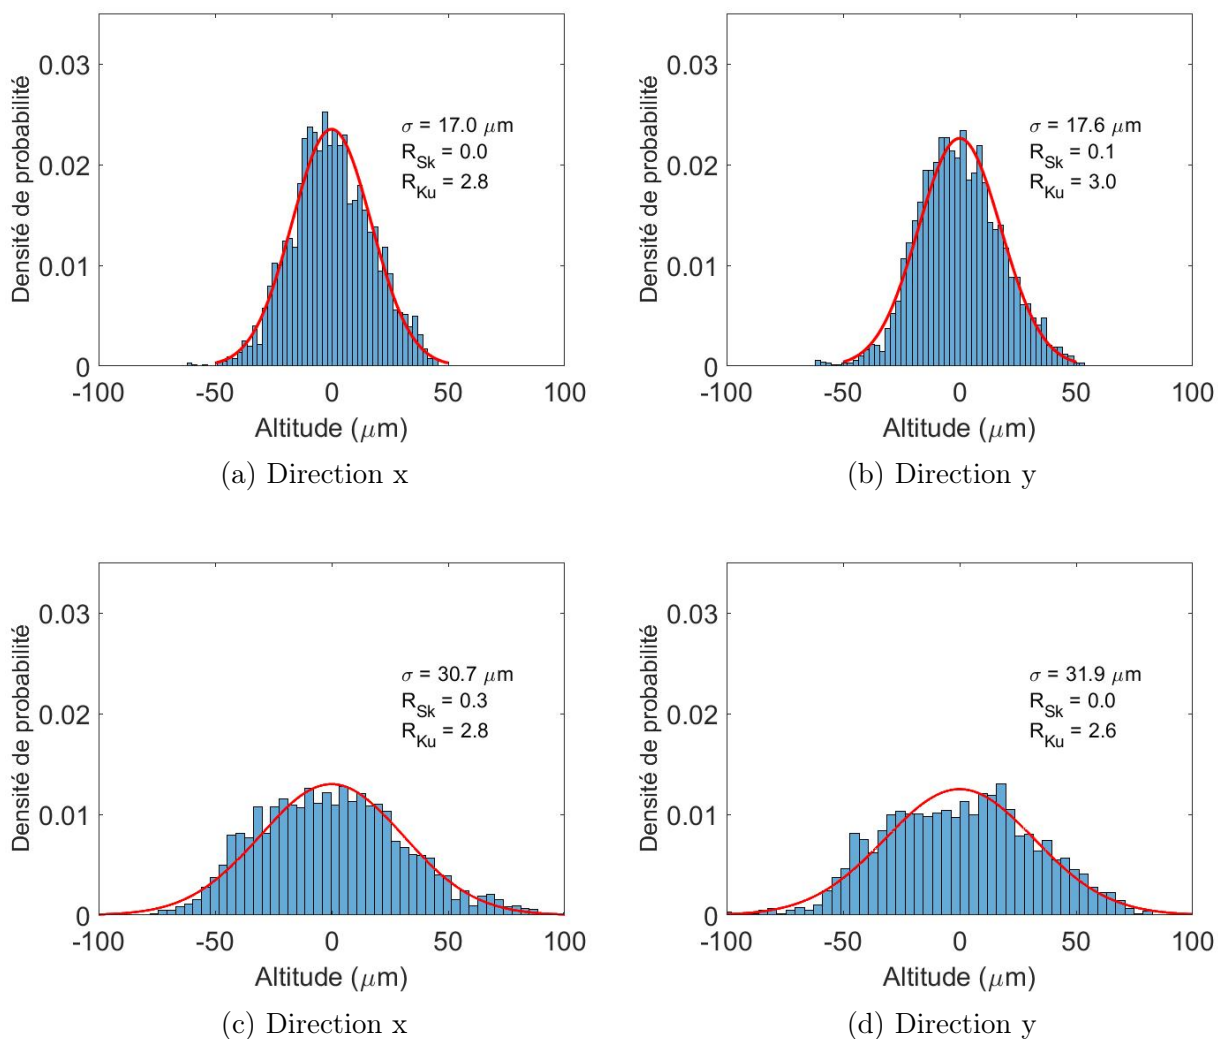 Densité de probabilité
0.03
0.02
0.01
0
σ = 17.0 μm
R_Sk = 0.0
R_Ku = 2.8
-100 -50 0 50 100
Altitude (μm)
(a) Direction x
Densité de probabilité
0.03
0.02
0.01
0
σ = 17.6 μm
R_Sk = 0.1
R_Ku = 3.0
-100 -50 0 50 100
Altitude (μm)
(b) Direction y
Densité de probabilité
0.03
0.02
0.01
0
σ = 30.7 μm
R_Sk = 0.3
R_Ku = 2.8
-100 -50 0 50 100
Altitude (μm)
(c) Direction x
Densité de probabilité
0.03
0.02
0.01
0
σ = 31.9 μm
R_Sk = 0.0
R_Ku = 2.6
-100 -50 0 50 100
Altitude (μm)
(d) Direction y